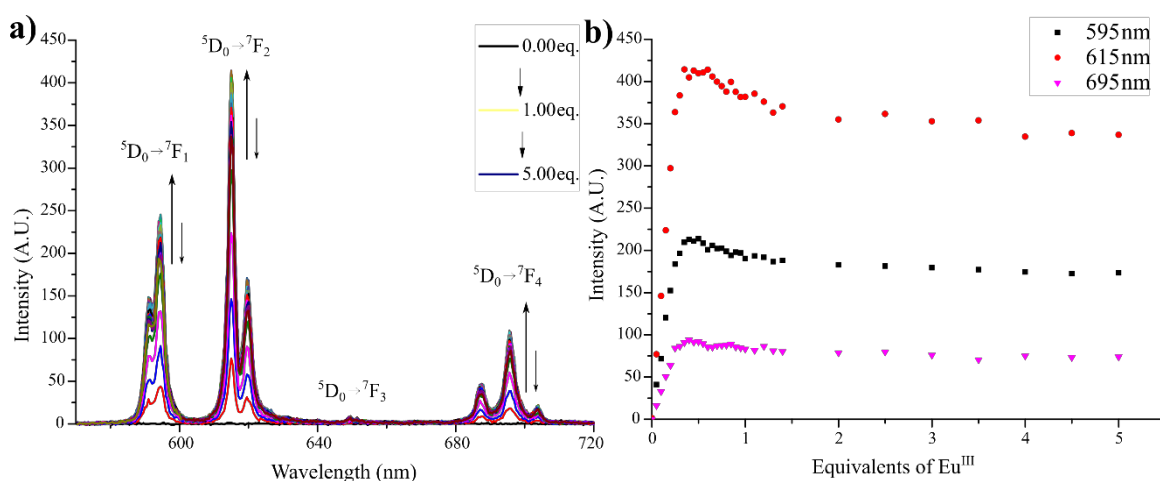 a)
⁵D₀→⁷F₂
⁵D₀→⁷F₁
⁵D₀→⁷F₃
⁵D₀→⁷F₄
0.00eq.
1.00eq.
5.00eq.
450
400
350
300
250
200
150
100
50
0
Intensity (A.U.)
600
640
680
720
Wavelength (nm)
b)
595nm
615nm
695nm
450
400
350
300
250
200
150
100
50
0
Intensity (A.U.)
0
1
2
3
4
5
Equivalents of Euᴵᴵᴵ